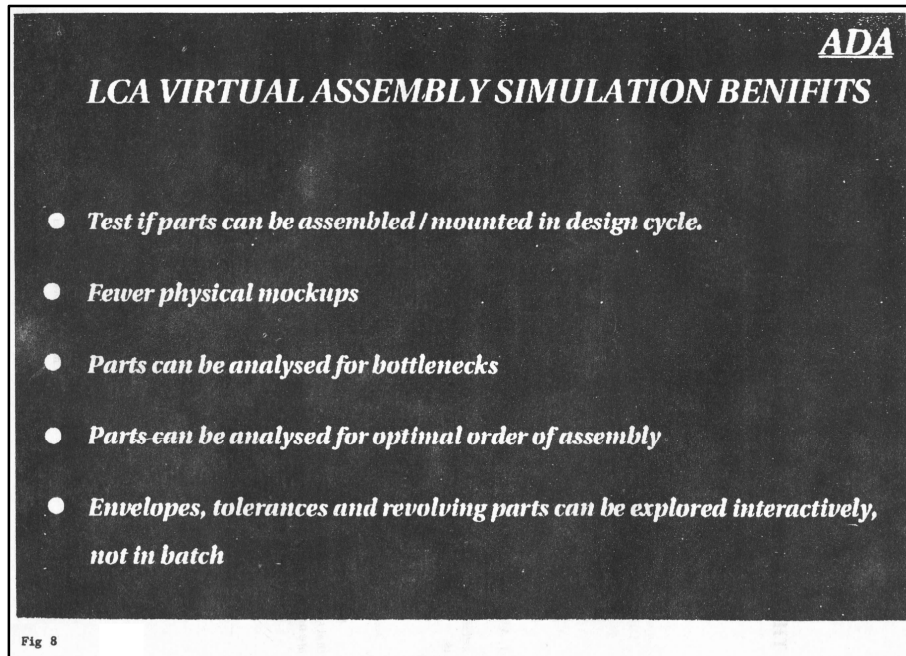 ADA
LCA VIRTUAL ASSEMBLY SIMULATION BENIFITS
● Test if parts can be assembled / mounted in design cycle.
● Fewer physical mockups
● Parts can be analysed for bottlenecks
● Parts can be analysed for optimal order of assembly
● Envelopes, tolerances and revolving parts can be explored interactively,
not in batch
Fig 8